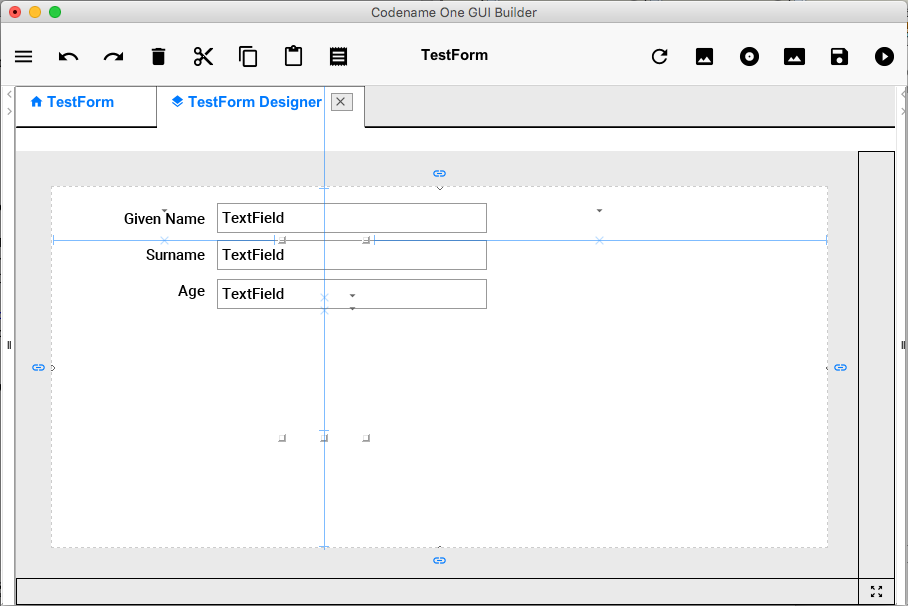 Codename One GUI Builder
TestForm
TestForm
TestForm Designer
Given Name TextField
Surname TextField
Age TextField